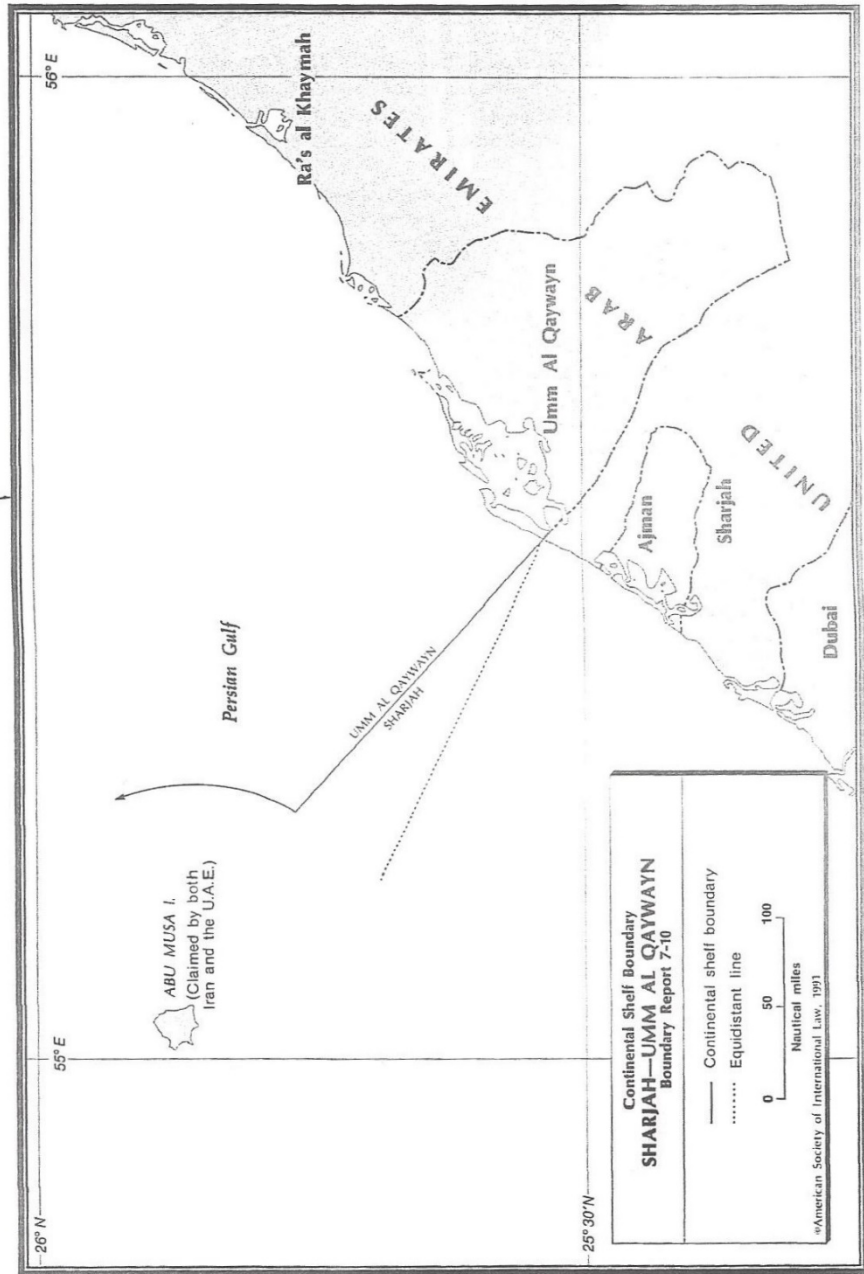 26° N
25° 30' N
55° E
56° E
ABU MUSA I.
(Claimed by both
Iran and the U.A.E.)
Persian Gulf
UMM AL QAYWAYN
SHARJAH
Ra's al Khaymah
Umm Al Qaywayn
Ajman
Sharjah
Dubai
UNITED
ARAB
EMIRATES
Continental Shelf Boundary
SHARJAH—UMM AL QAYWAYN
Boundary Report 7-10
Continental shelf boundary
Equidistant line
0 50 100
Nautical miles
©American Society of International Law, 1991